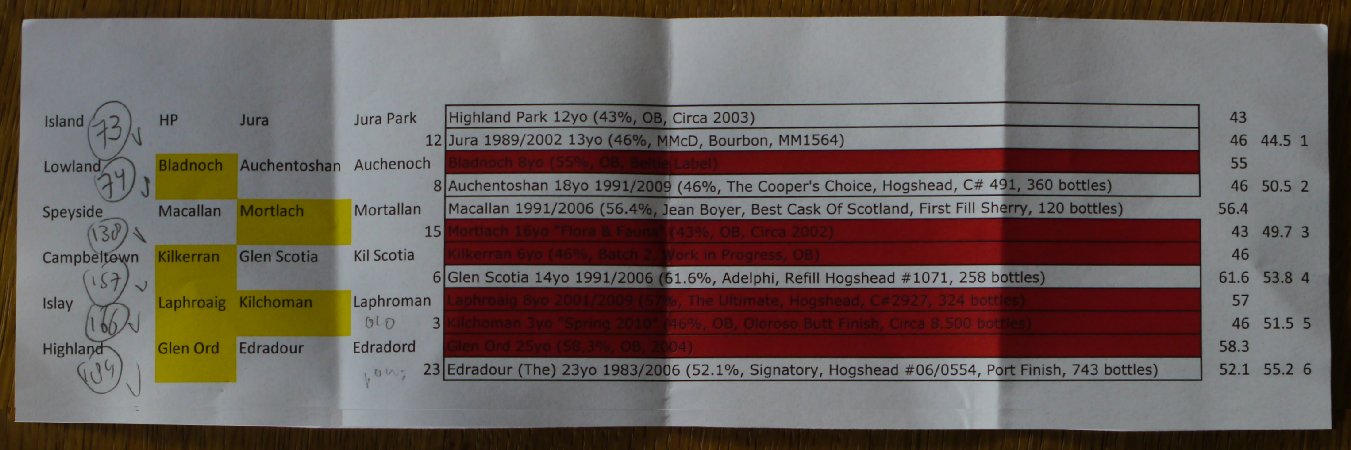 Highland Park 12yo (43%, OB, Circa 2003) 43
Island 73 HP Jura Jura Park
12 Jura 1989/2002 13yo (46%, MMcD, Bourbon, MM1564) 46 44.5 1
Lowland 74 Bladnoch Auchentoshan Auchenoch Bladnoch 8yo (55%, OB, Beltie Label) 55
8 Auchentoshan 18yo 1991/2009 (46%, The Cooper's Choice, Hogshead, C# 491, 360 bottles) 46 50.5 2
Speyside 138 Macallan Mortlach Mortallan Macallan 1991/2006 (56.4%, Jean Boyer, Best Cask Of Scotland, First Fill Sherry, 120 bottles) 56.4
15 Mortlach 16yo "Flora & Fauna" (43%, OB, Circa 2002) 43 49.7 3
Campbeltown 157 Kilkerran Glen Scotia Kil Scotia Kilkerran 6yo (46%, Batch 2, Work in Progress, OB) 46
6 Glen Scotia 14yo 1991/2006 (61.6%, Adelphi, Refill Hogshead #1071, 258 bottles) 61.6 53.8 4
Islay 166 Laphroaig Kilchoman Laphroman Laphroaig 8yo 2001/2009 (57%, The Ultimate, Hogshead, C#2927, 324 bottles) 57
3 Kilchoman 3yo "Spring 2010" (46%, OB, Oloroso Butt Finish, Circa 8.500 bottles) 46 51.5 5
Highland Glen Ord Edradour Edradord Glen Ord 25yo (58,3%, OB, 2004) 58.3
23 Edradour (The) 23yo 1983/2006 (52.1%, Signatory, Hogshead #06/0554, Port Finish, 743 bottles) 52.1 55.2 6